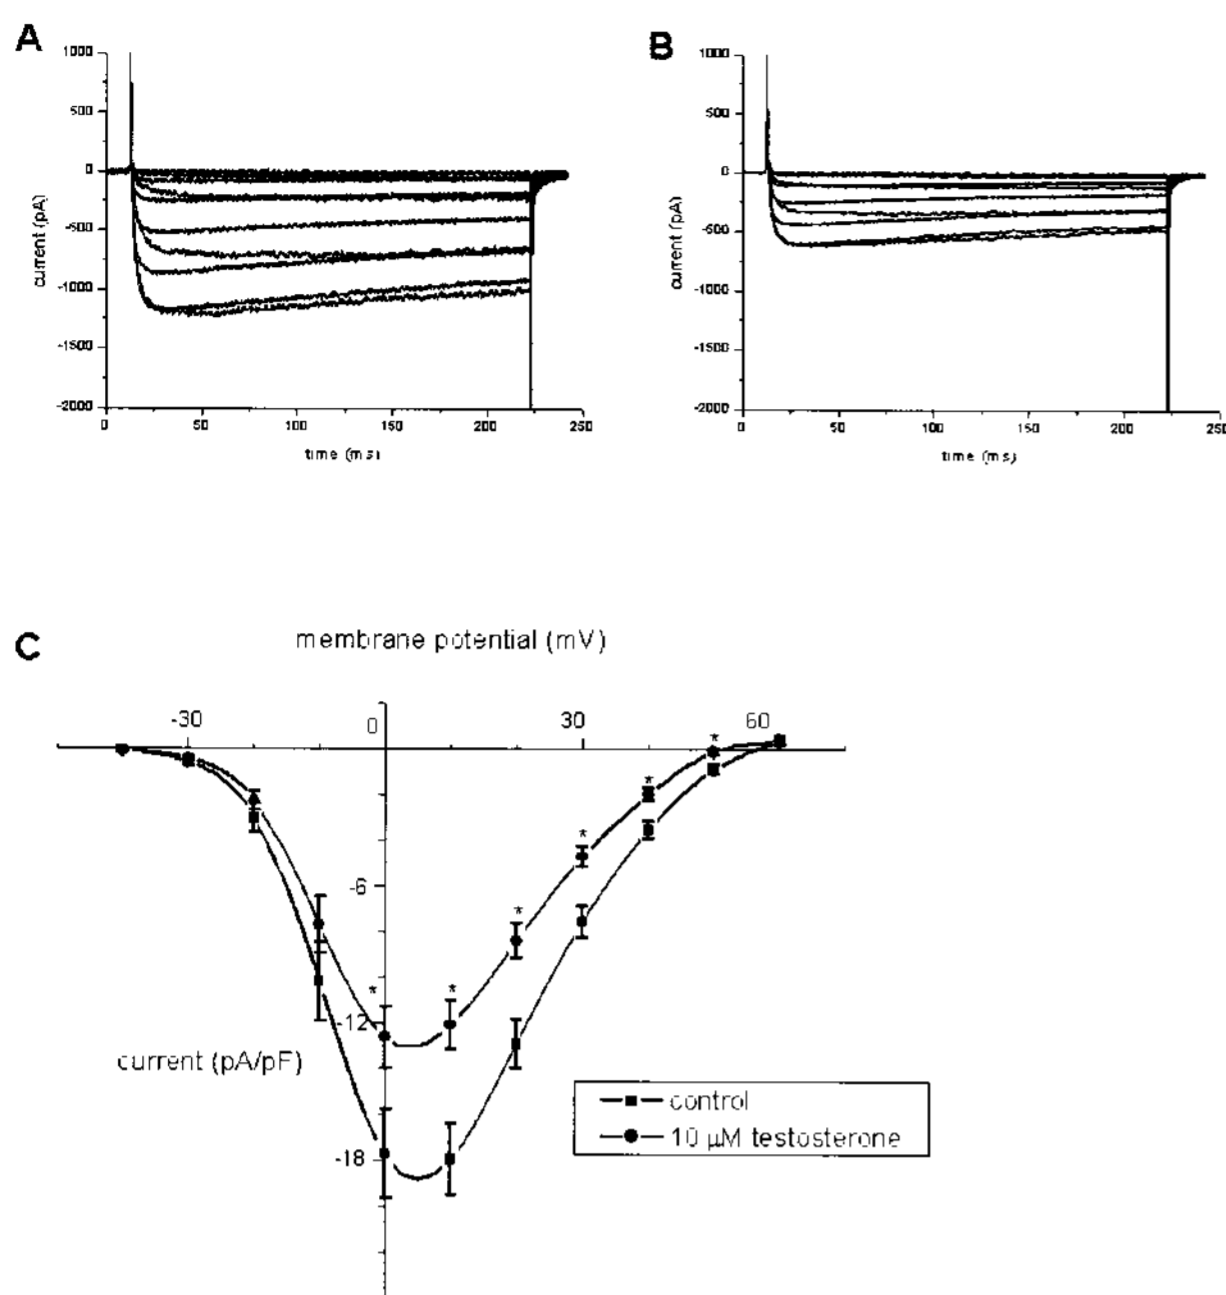 A
1000
500
0
-500
-1000
-1500
-2000
current (pA)
0 50 100 150 200 250
time (ms)
B
1000
500
0
-500
-1000
-1500
-2000
current (pA)
0 50 100 150 200 250
time (ms)
C
membrane potential (mV)
-30 0 30 60
*
*
*
-6
*
*
*
-12
current (pA/pF)
control
10 µM testosterone
-18